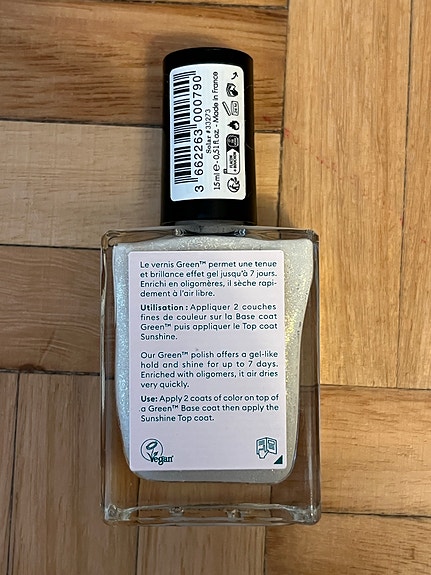 3 662263 000790
Solar #33273
15 ml e - 0,51 fl. oz. - Made in France
Le vernis Green™ permet une tenue
et brillance effet gel jusqu'à 7 jours.
Enrichi en oligomères, il sèche rapi-
dement à l'air libre.
Utilisation : Appliquer 2 couches
fines de couleur sur la Base coat
Green™ puis appliquer le Top coat
Sunshine.
Our Green™ polish offers a gel-like
hold and shine for up to 7 days.
Enriched with oligomers, it air dries
very quickly.
Use: Apply 2 coats of color on top of
a Green™ Base coat then apply the
Sunshine Top coat.
Vegan